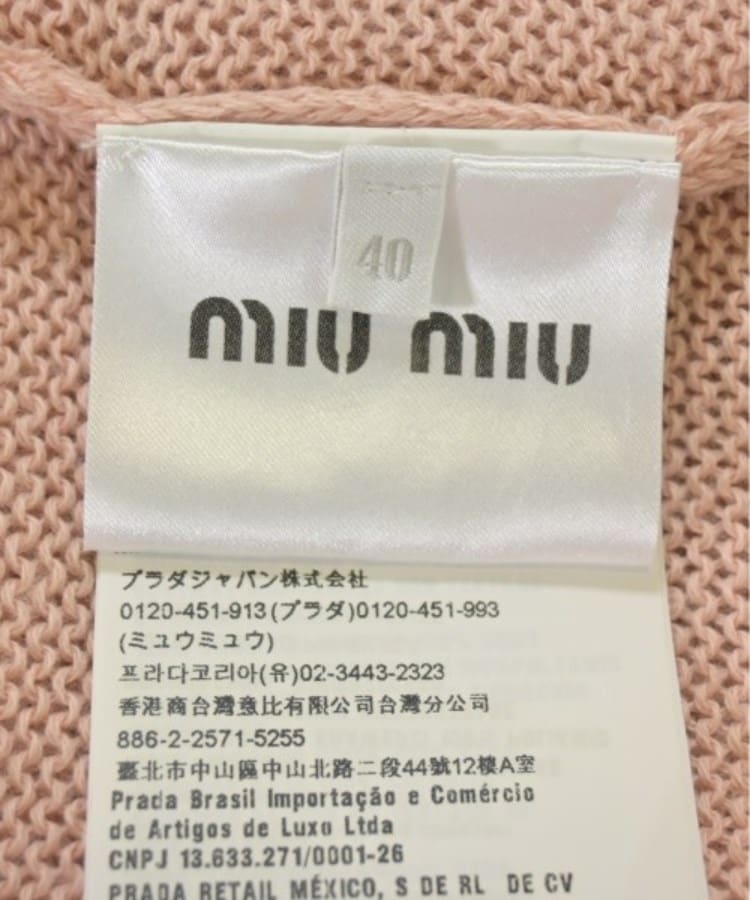 40
miu miu
プラダジャパン株式会社
0120-451-913(プラダ)0120-451-993
(ミュウミュウ)
프라다코리아(유)02-3443-2323
香港商台灣意比有限公司台灣分公司
886-2-2571-5255
臺北市中山區中山北路二段44號12樓A室
Prada Brasil Importação e Comércio
de Artigos de Luxo Ltda
CNPJ 13.633.271/0001-26
PRADA RETAIL MÉXICO, S DE RL DE CV